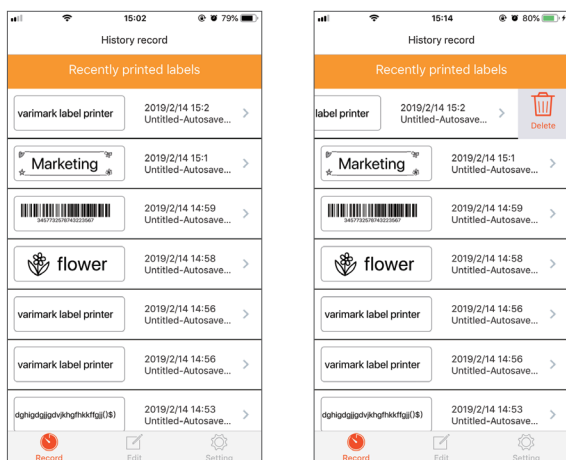 15:02
79%
History record
Recently printed labels
varimark label printer
2019/2/14 15:2
Untitled-Autosave...
Marketing
2019/2/14 15:1
Untitled-Autosave...
3457732578743223567
2019/2/14 14:59
Untitled-Autosave...
flower
2019/2/14 14:58
Untitled-Autosave...
varimark label printer
2019/2/14 14:56
Untitled-Autosave...
varimark label printer
2019/2/14 14:56
Untitled-Autosave...
dghigdgjjgdvjkhgfhkkffgjj()$)
2019/2/14 14:53
Untitled-Autosave...
Record
Edit
Setting
15:14
80%
History record
Recently printed labels
label printer
2019/2/14 15:2
Untitled-Autosave...
Delete
Marketing
2019/2/14 15:1
Untitled-Autosave...
3457732578743223567
2019/2/14 14:59
Untitled-Autosave...
flower
2019/2/14 14:58
Untitled-Autosave...
varimark label printer
2019/2/14 14:56
Untitled-Autosave...
varimark label printer
2019/2/14 14:56
Untitled-Autosave...
dghigdgjjgdvjkhgfhkkffgjj()$)
2019/2/14 14:53
Untitled-Autosave...
Record
Edit
Setting